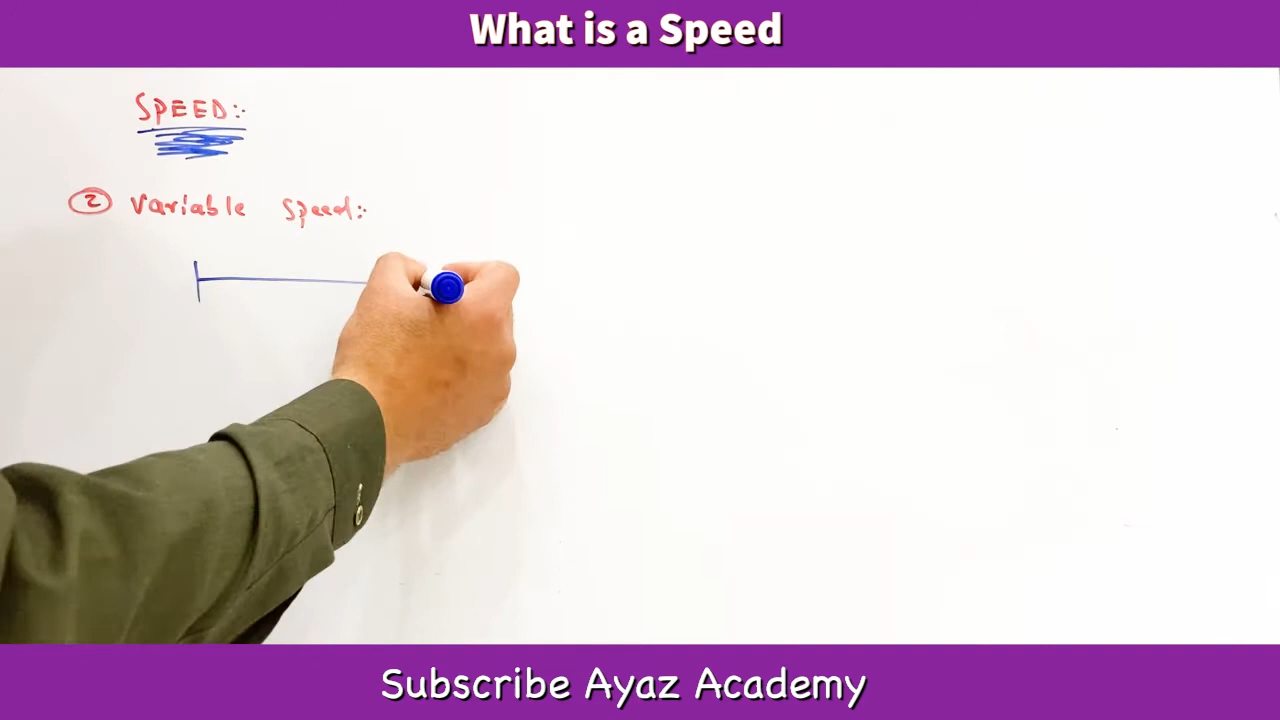 What is a Speed
SPEED:-
2 Variable Speed:-
Subscribe Ayaz Academy